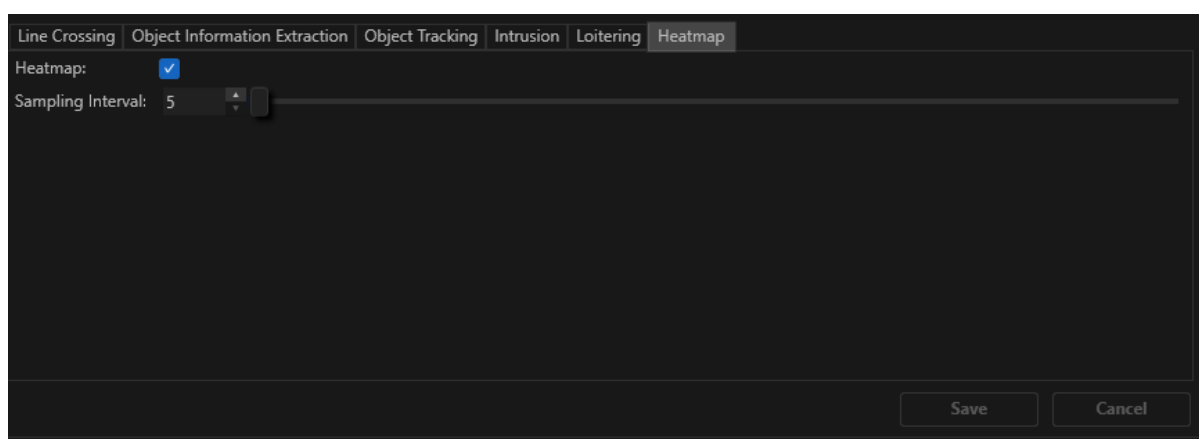 Line Crossing Object Information Extraction Object Tracking Intrusion Loitering Heatmap
Heatmap:
Sampling Interval: 5
Save Cancel